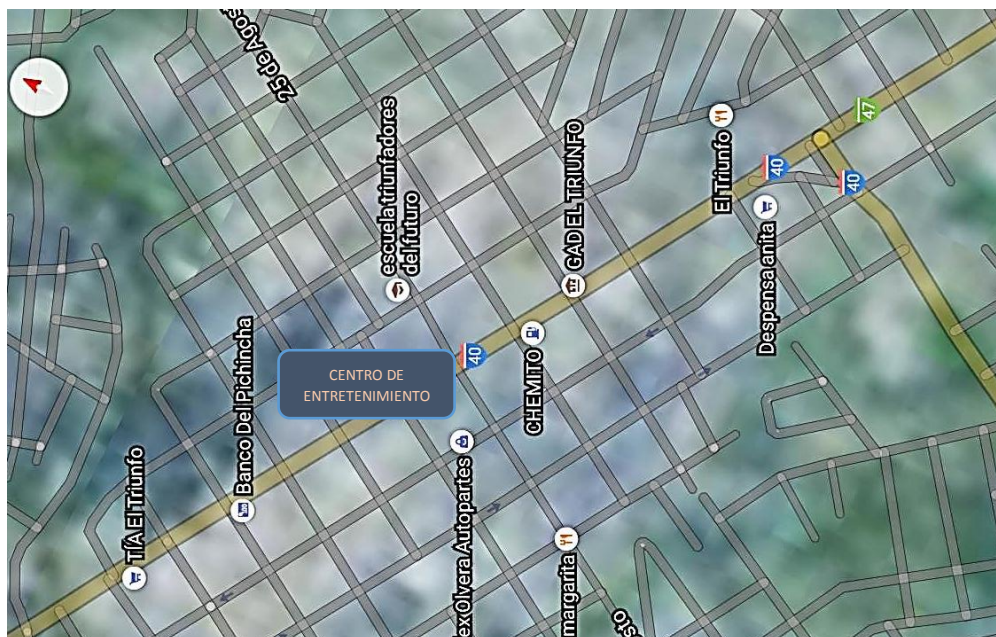 25 de Agos
escuela triunfadores
del futuro
GAD EL TRIUNFO
El Triunfo
47
40
40
Despensa anita
40
CHEMITO
CENTRO DE
ENTRETENIMIENTO
Banco Del Pichincha
TÍA El Triunfo
ex Olvera Autopartes
margarita
sto